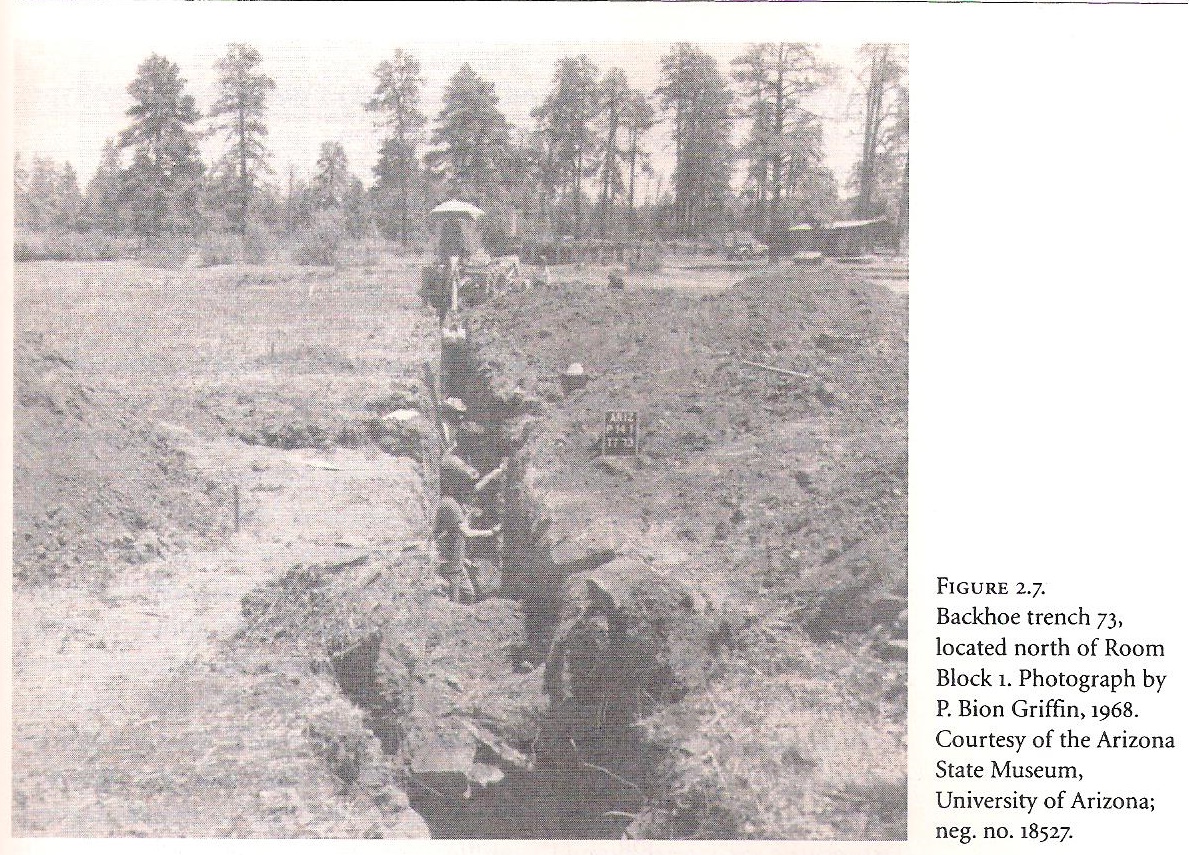 FIGURE 2.7.
Backhoe trench 73,
located north of Room
Block 1. Photograph by
P. Bion Griffin, 1968.
Courtesy of the Arizona
State Museum,
University of Arizona;
neg. no. 18527.